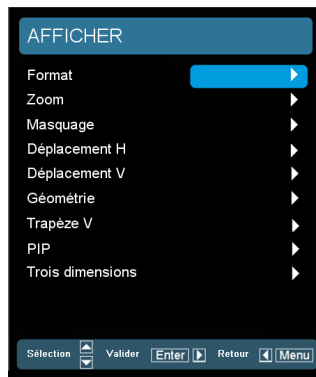 AFFICHER
Format
Zoom
Masquage
Déplacement H
Déplacement V
Géométrie
Trapèze V
PIP
Trois dimensions
Sélection Valider Enter Retour Menu